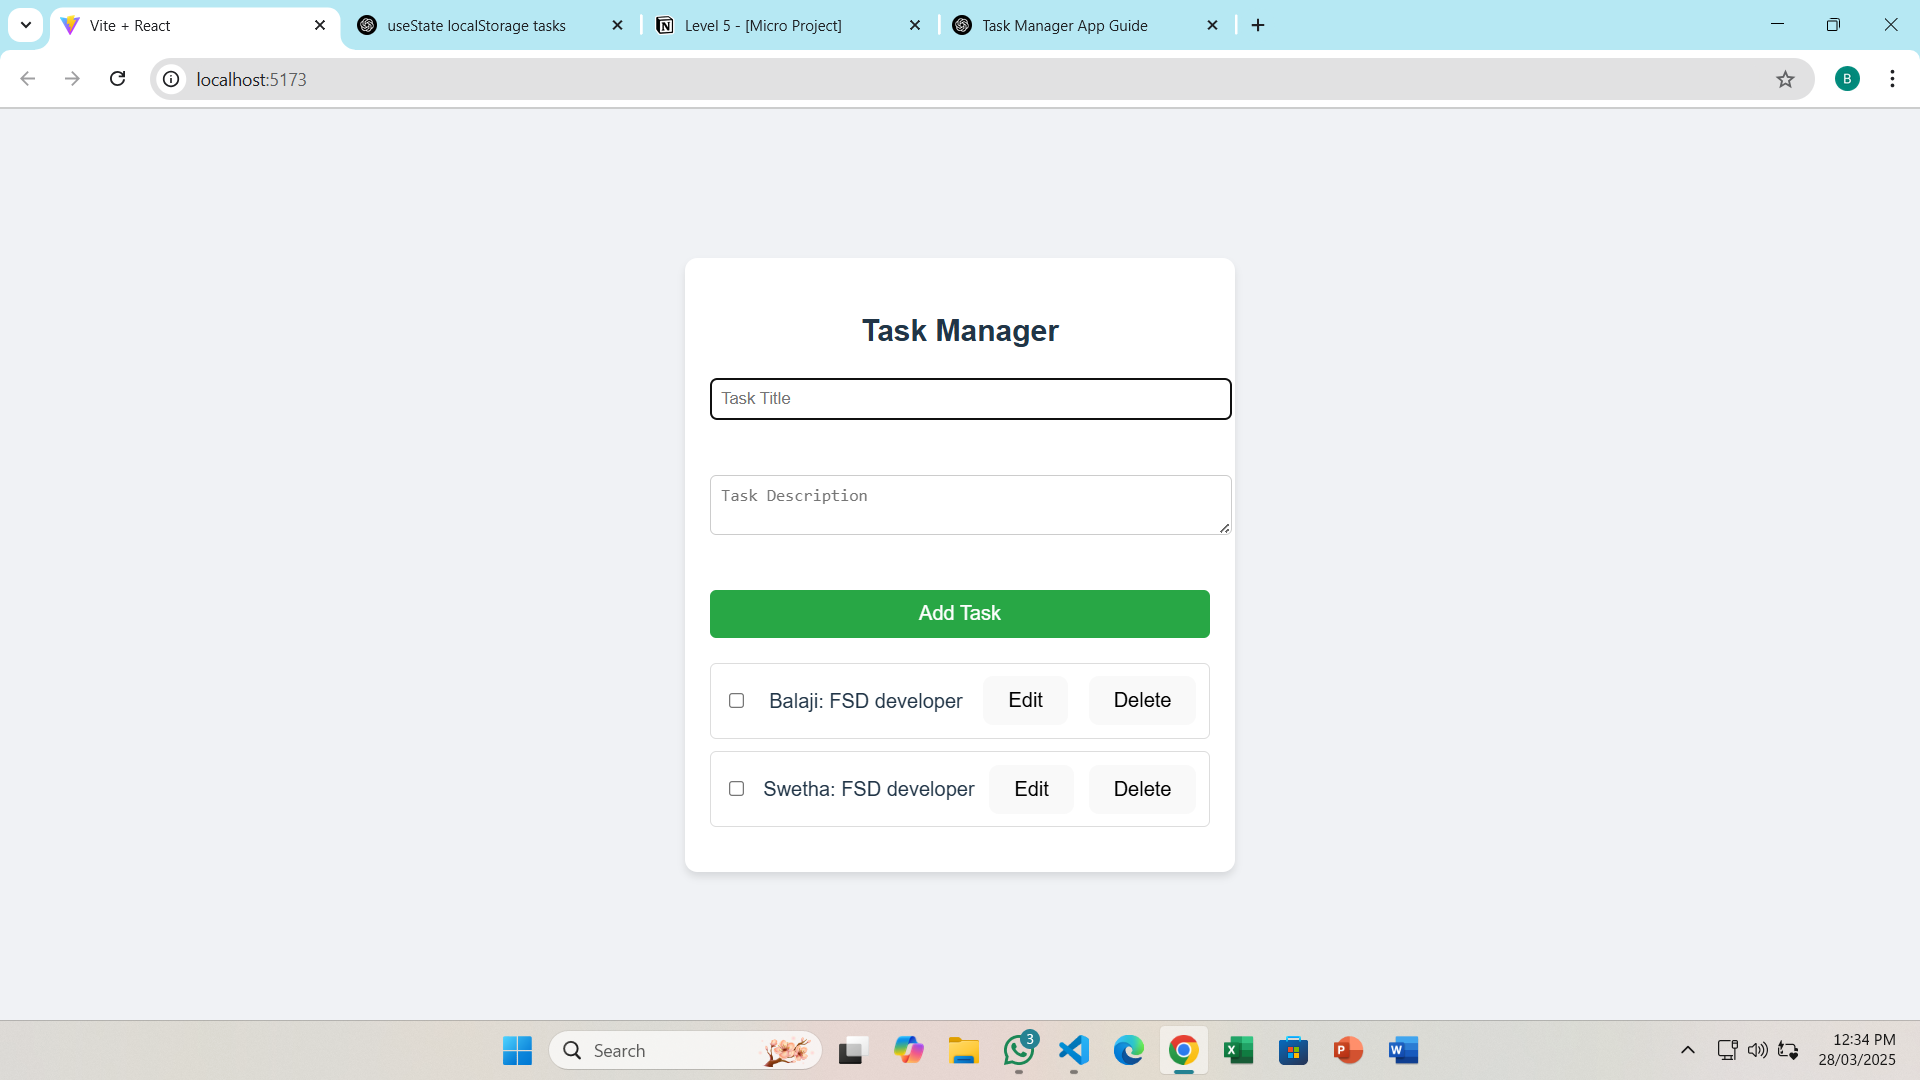 Vite + React
useState localStorage tasks
Level 5 - [Micro Project]
Task Manager App Guide
localhost:5173
B
Task Manager
Task Title
Task Description
Add Task
Balaji: FSD developer Edit Delete
Swetha: FSD developer Edit Delete
Search
3
12:34 PM
28/03/2025